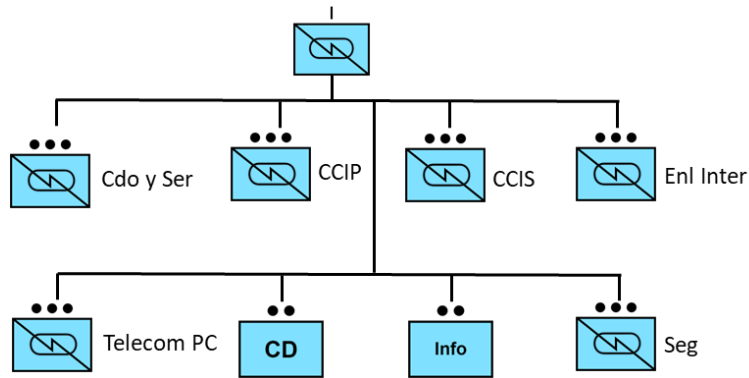 Cdo y Ser
CCIP
CCIS
Enl Inter
Telecom PC
CD
Info
Seg